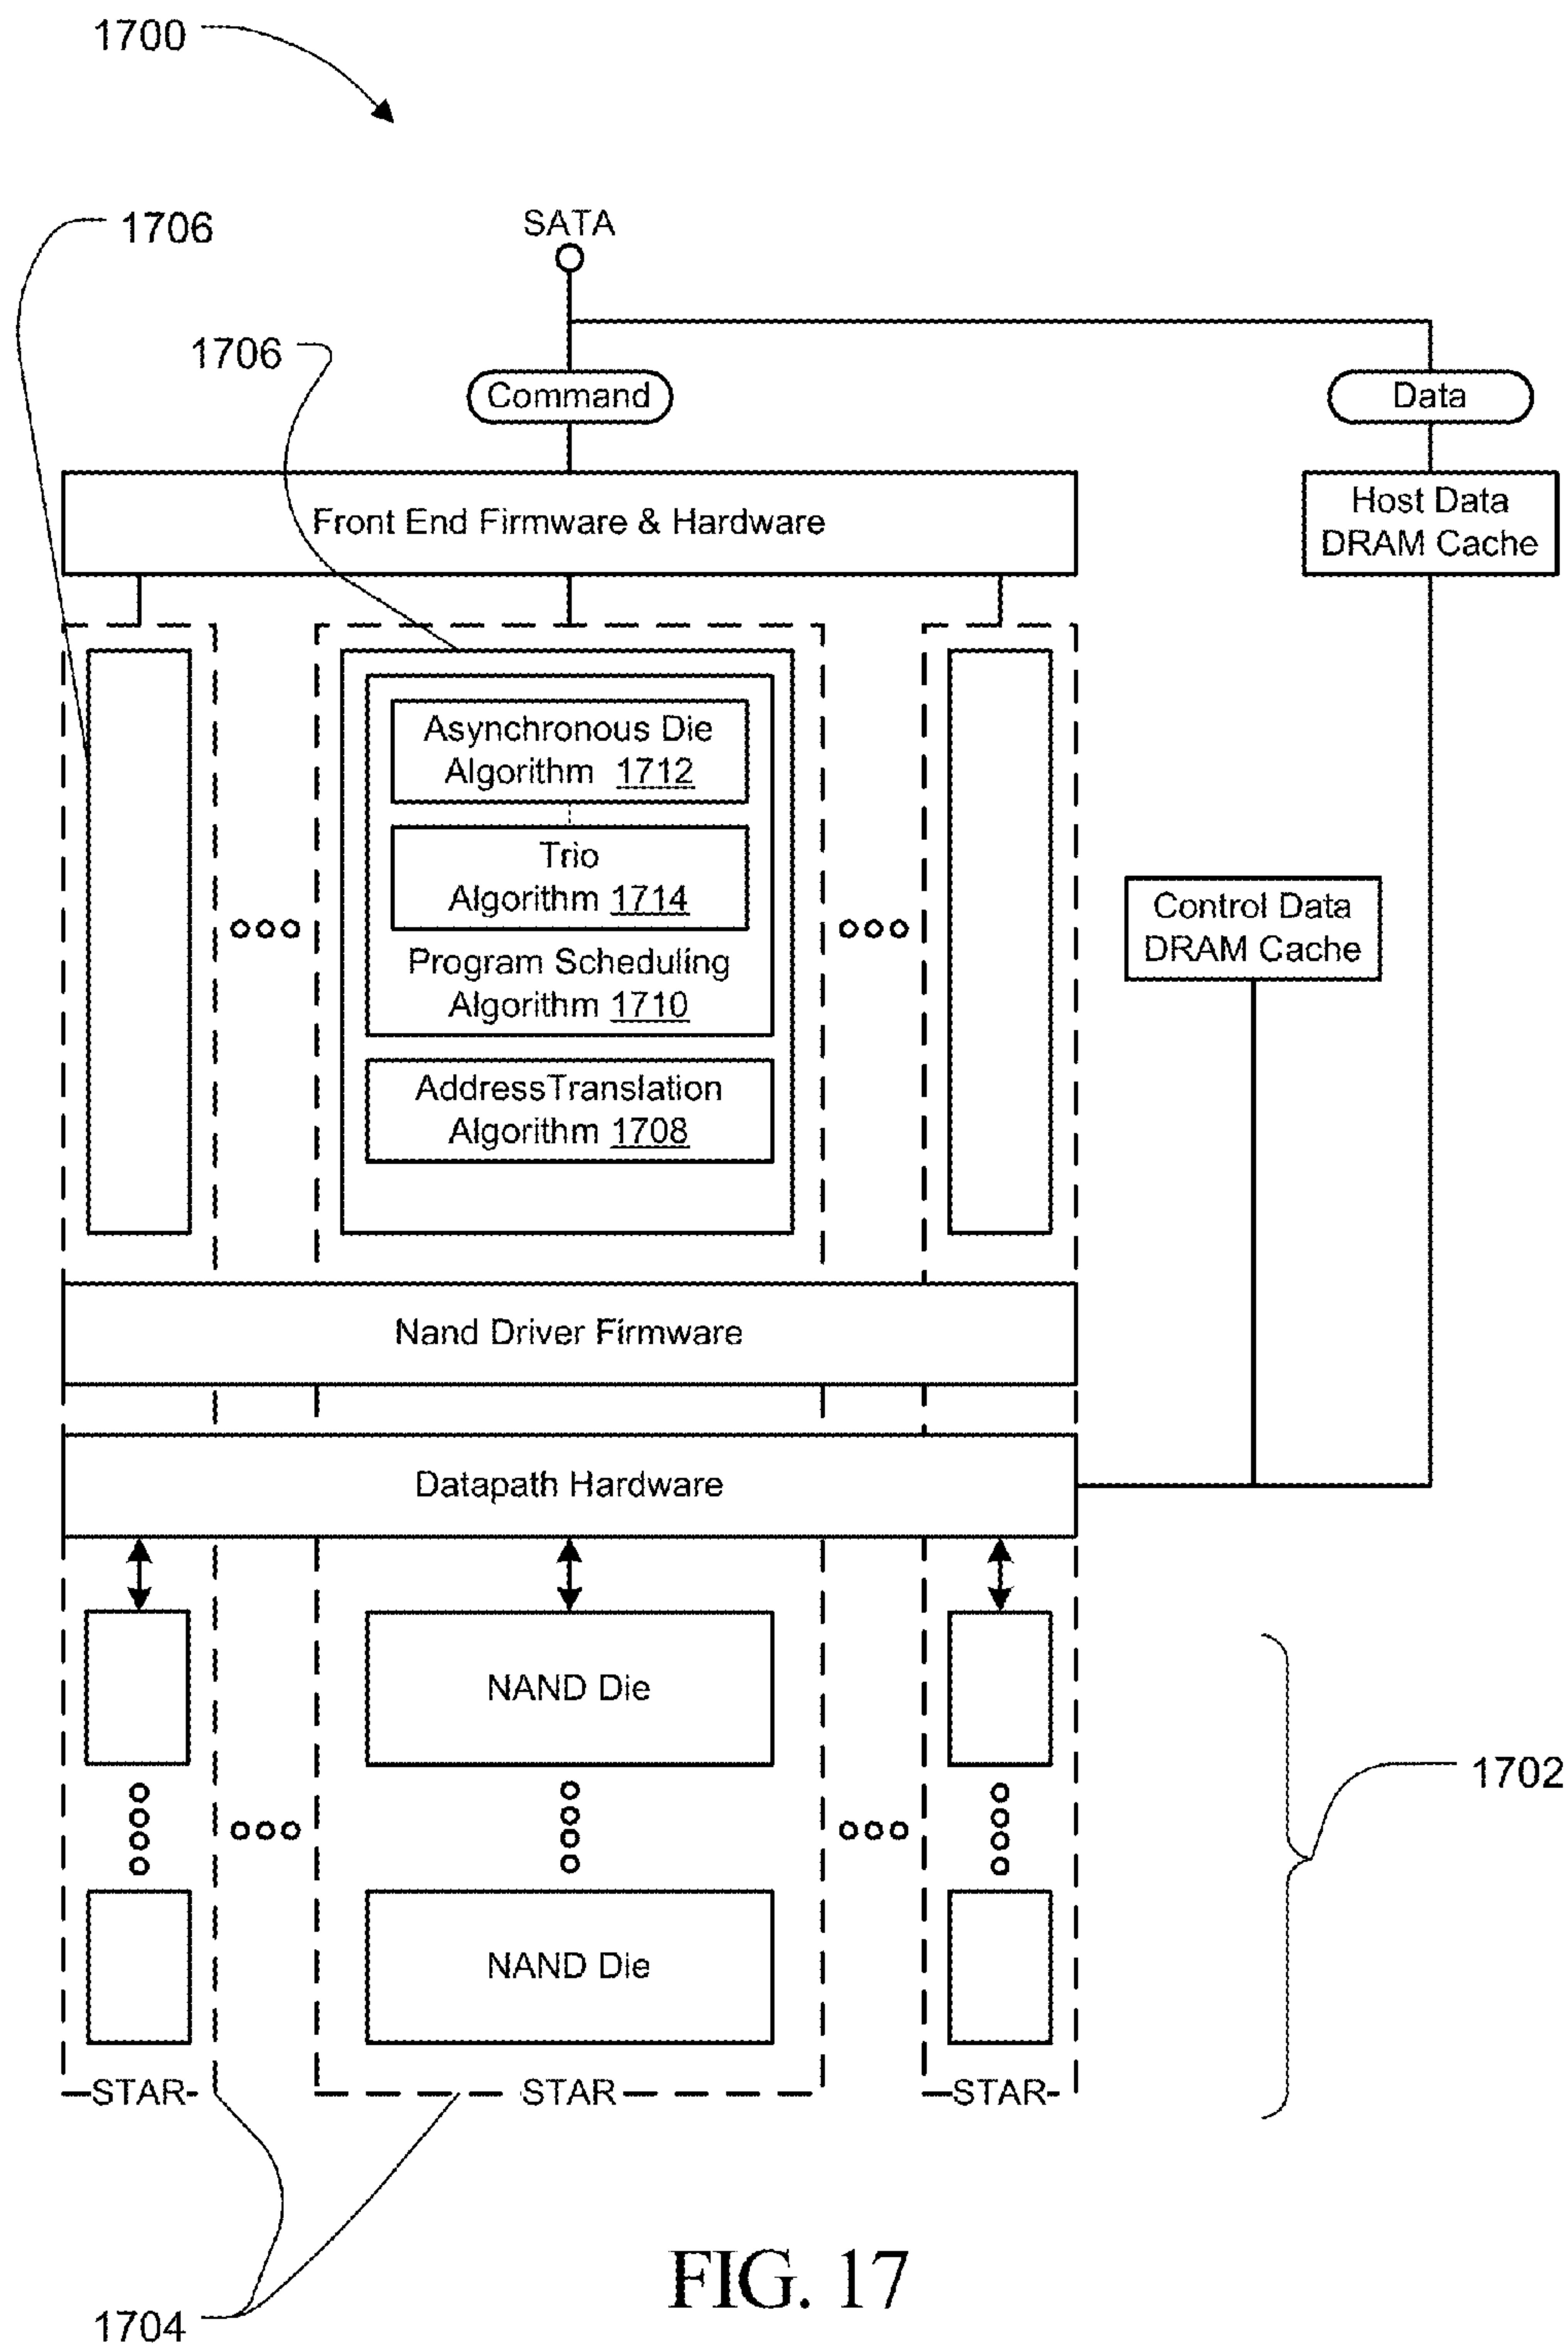 1700
1706
SATA
1706
Command
Data
Front End Firmware & Hardware
Host Data
DRAM Cache
Asynchronous Die
Algorithm 1712
Trio
Algorithm 1714
Program Scheduling
Algorithm 1710
Control Data
DRAM Cache
AddressTranslation
Algorithm 1708
Nand Driver Firmware
Datapath Hardware
NAND Die
1702
NAND Die
STAR
STAR
STAR
1704
FIG. 17